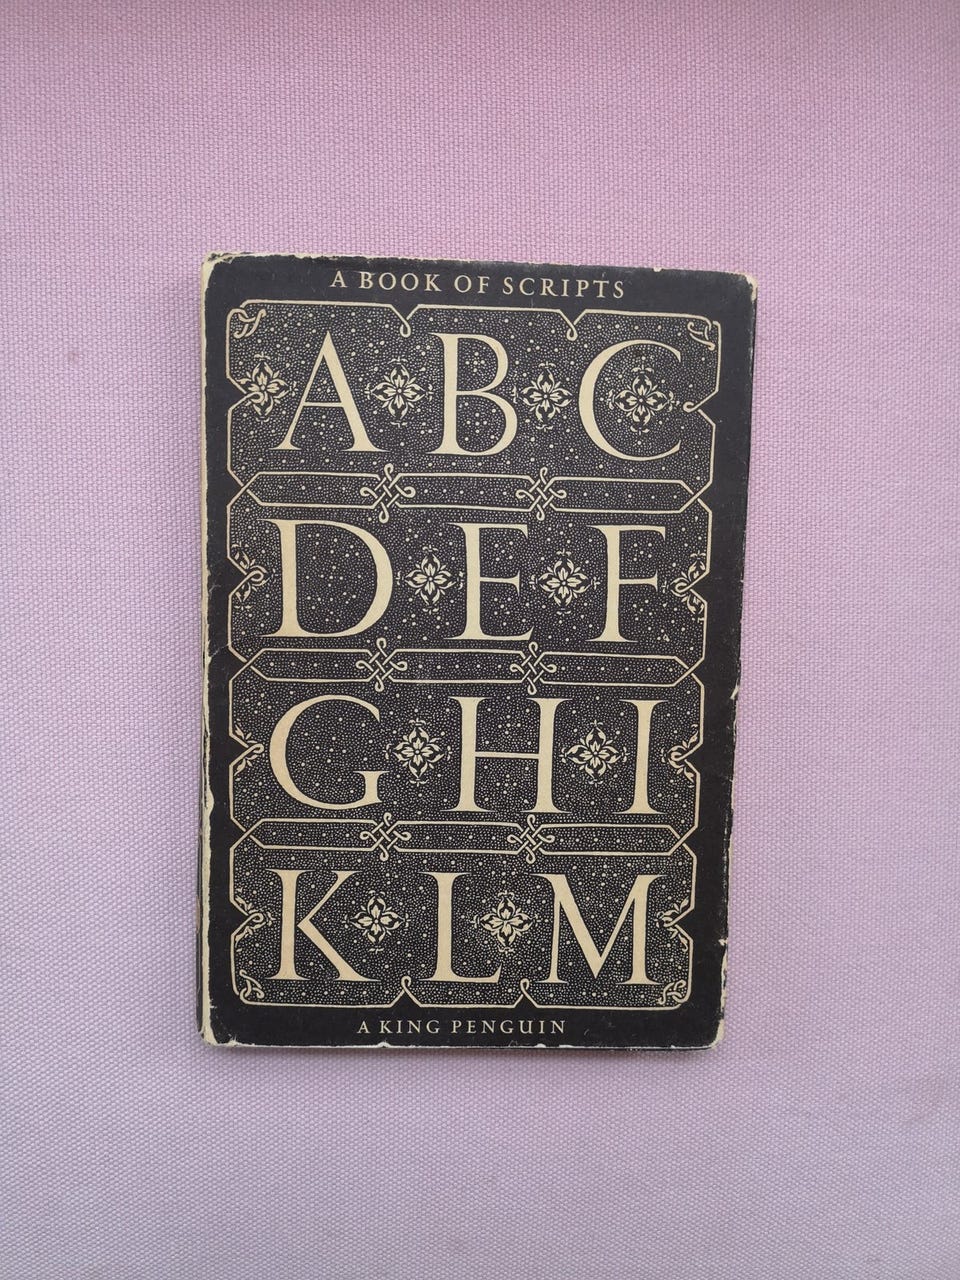 A BOOK OF SCRIPTS
A B C
D E F
G H I
K L M
A KING PENGUIN